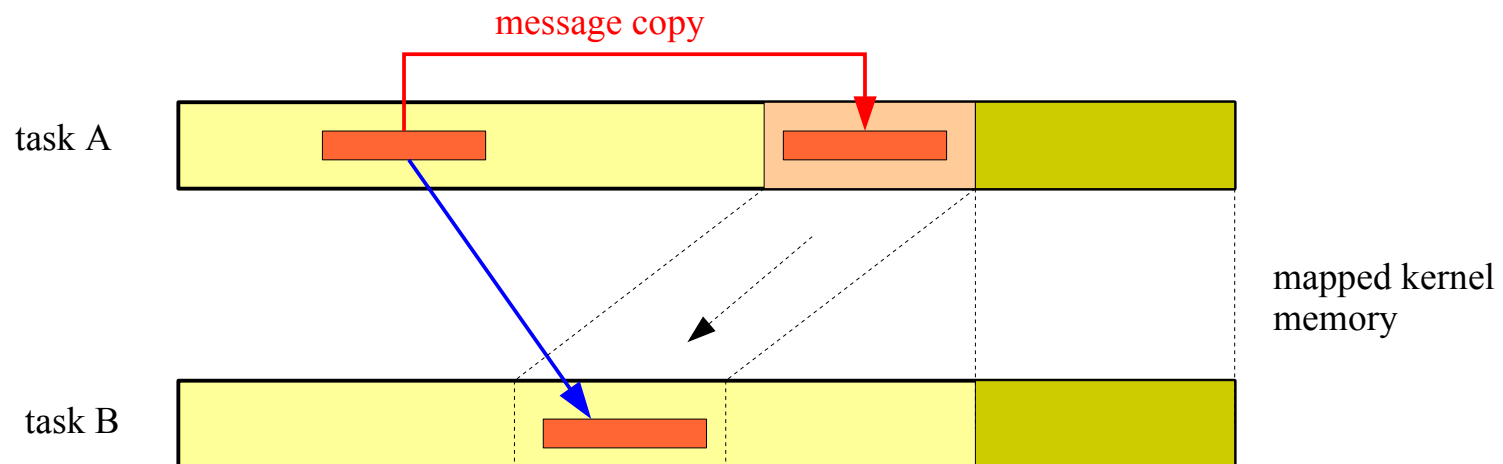 message copy
task A
mapped kernel
memory
task B